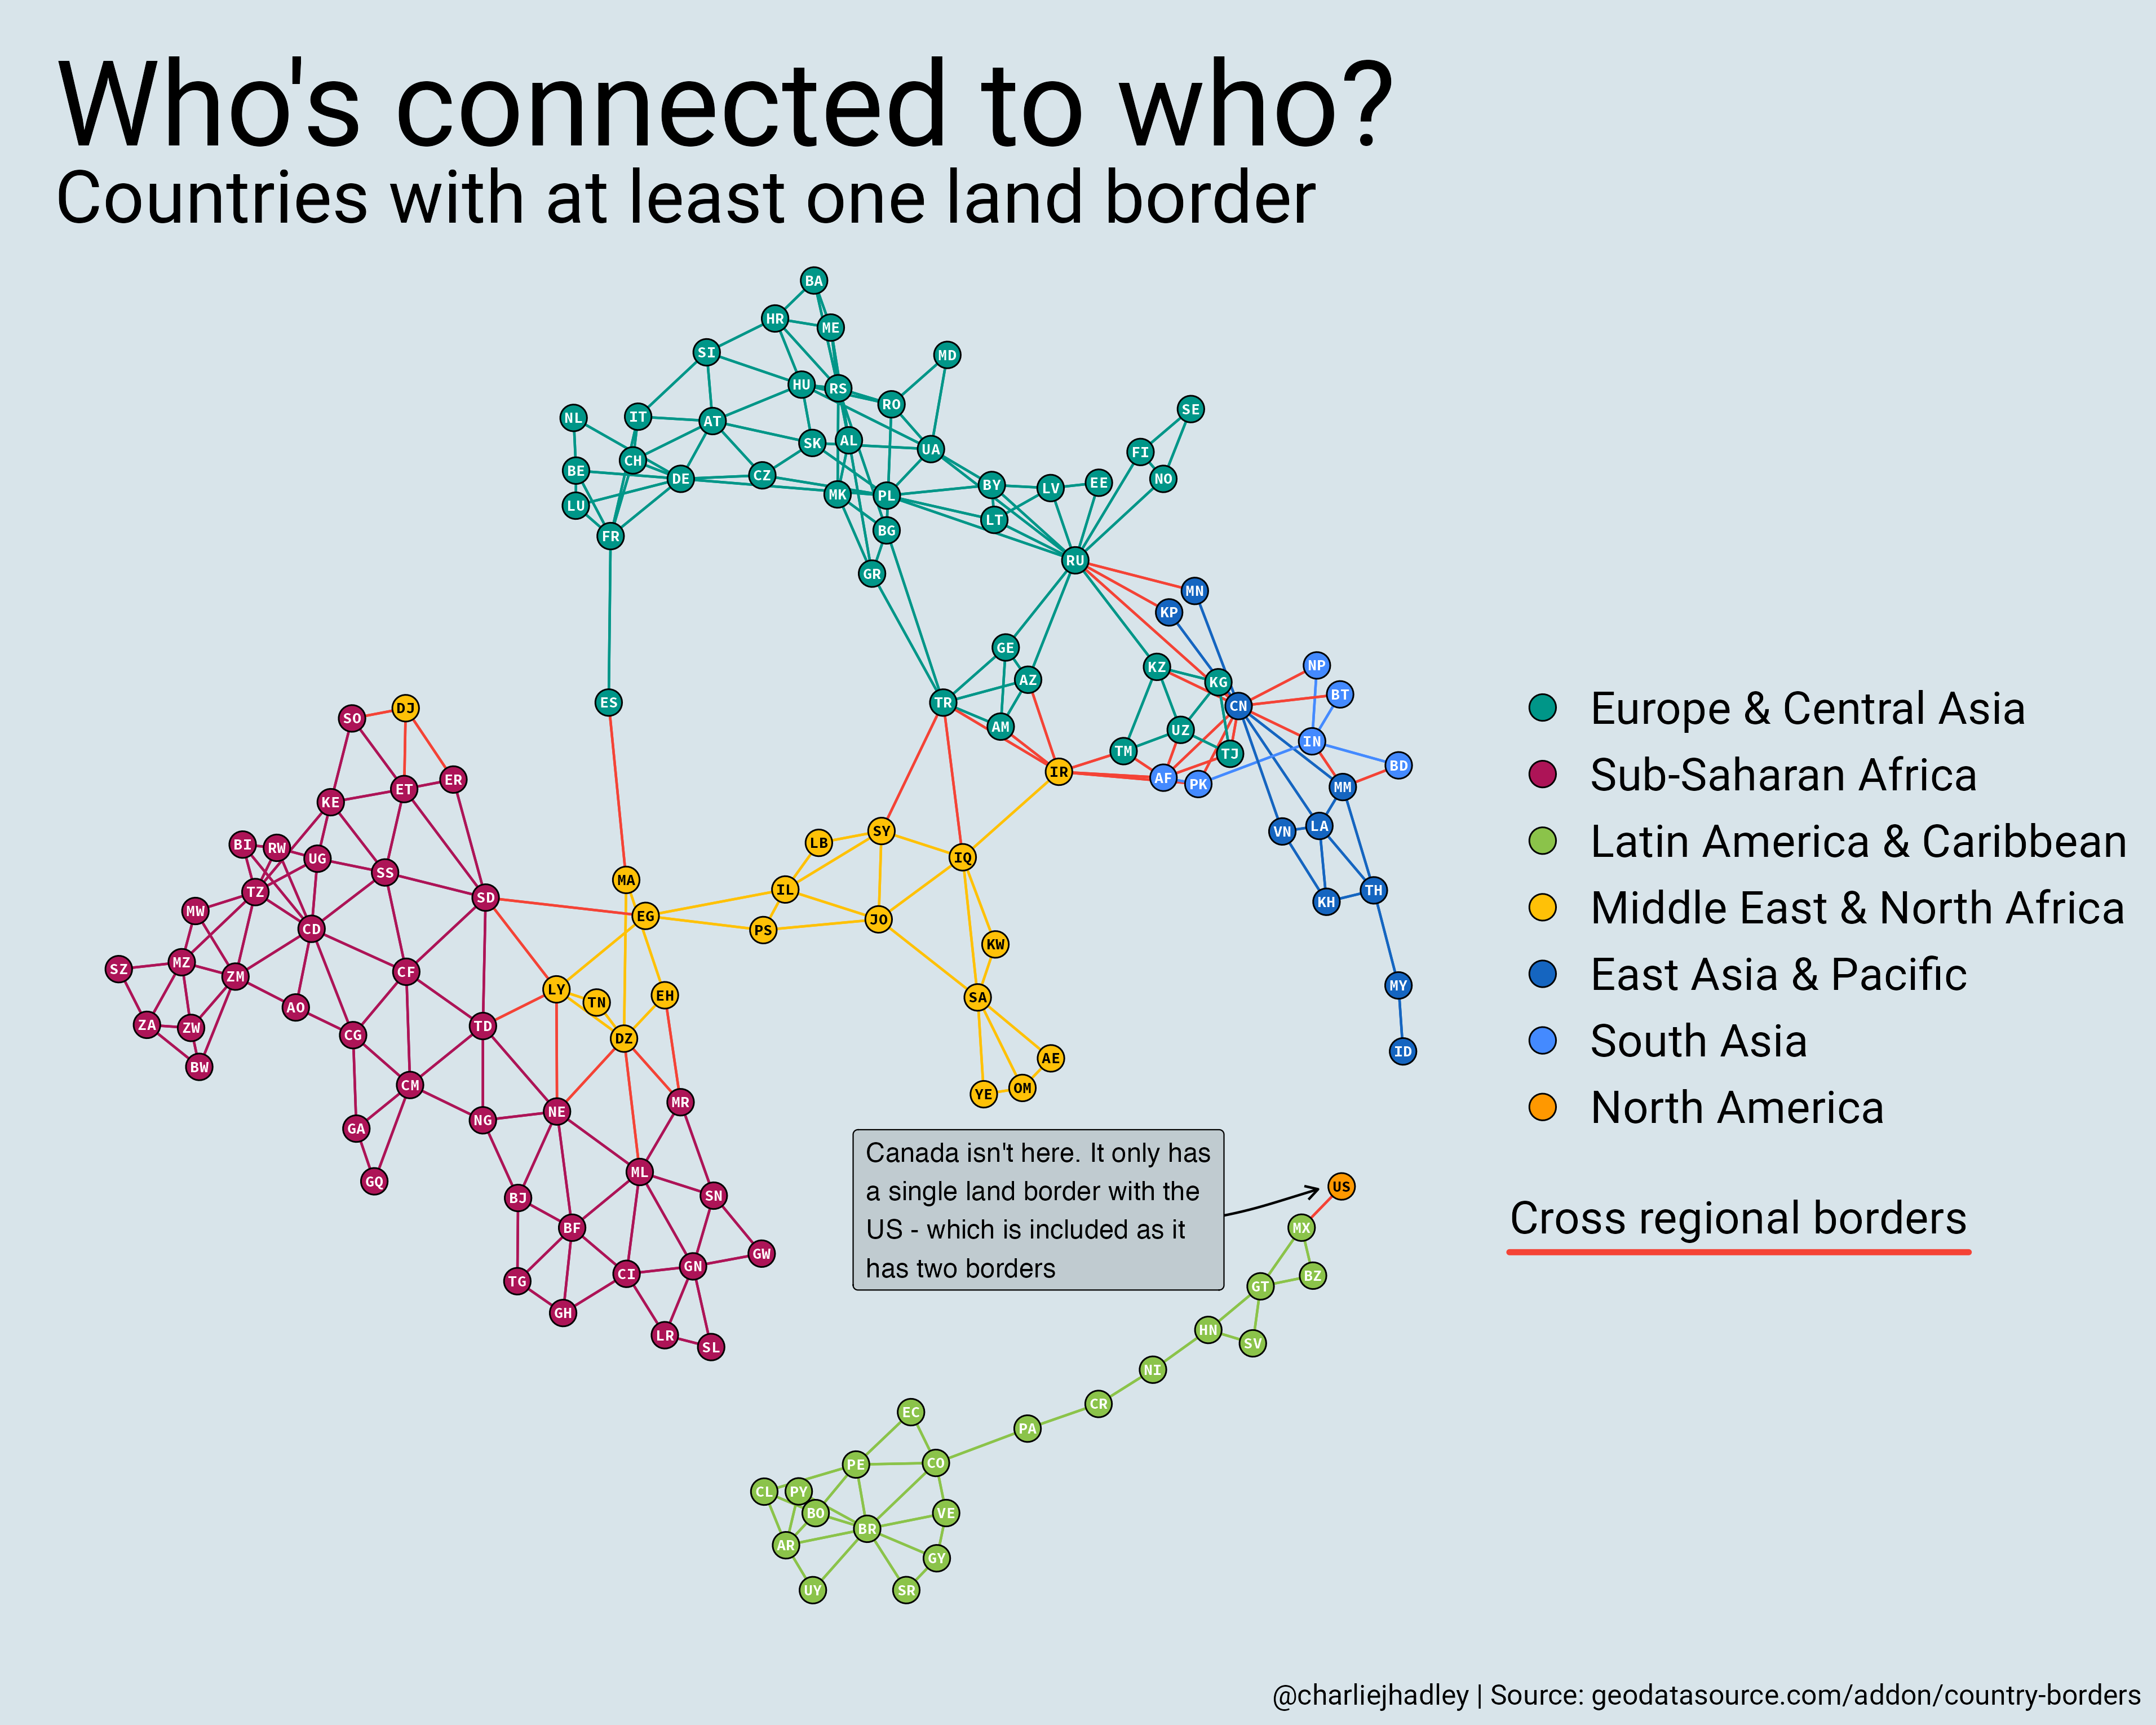 Who's connected to who?
Countries with at least one land border
BA
HR
ME
SI
MD
HU
RS
RO
NL
IT
AT
SE
SK
AL
UA
FI
CH
BE
DE
CZ
NO
BY
LV
EE
MK
PL
LU
LT
FR
BG
RU
GR
MN
KP
GE
KZ
NP
AZ
KG
BT
ES
TR
CN
SO
DJ
AM
UZ
IN
TM
TJ
BD
IR
AF
PK
ER
ET
MM
KE
VN
LA
SY
LB
BI
RW
UG
IQ
SS
MA
IL
TH
TZ
SD
KH
MW
EG
JO
PS
CD
KW
MZ
SZ
CF
ZM
MY
LY
TN
EH
SA
AO
ZA
ZW
TD
CG
DZ
ID
AE
BW
CM
OM
YE
MR
NE
NG
GA
ML
GQ
SN
BJ
BF
GW
GN
CI
TG
GH
LR
SL
Europe & Central Asia
Sub-Saharan Africa
Latin America & Caribbean
Middle East & North Africa
East Asia & Pacific
South Asia
North America
Cross regional borders
Canada isn't here. It only has
a single land border with the
US - which is included as it
has two borders
US
MX
BZ
GT
HN
SV
NI
CR
PA
EC
CO
PE
CL
PY
BO
VE
BR
AR
GY
UY
SR
@charliejhadley | Source: geodatasource.com/addon/country-borders